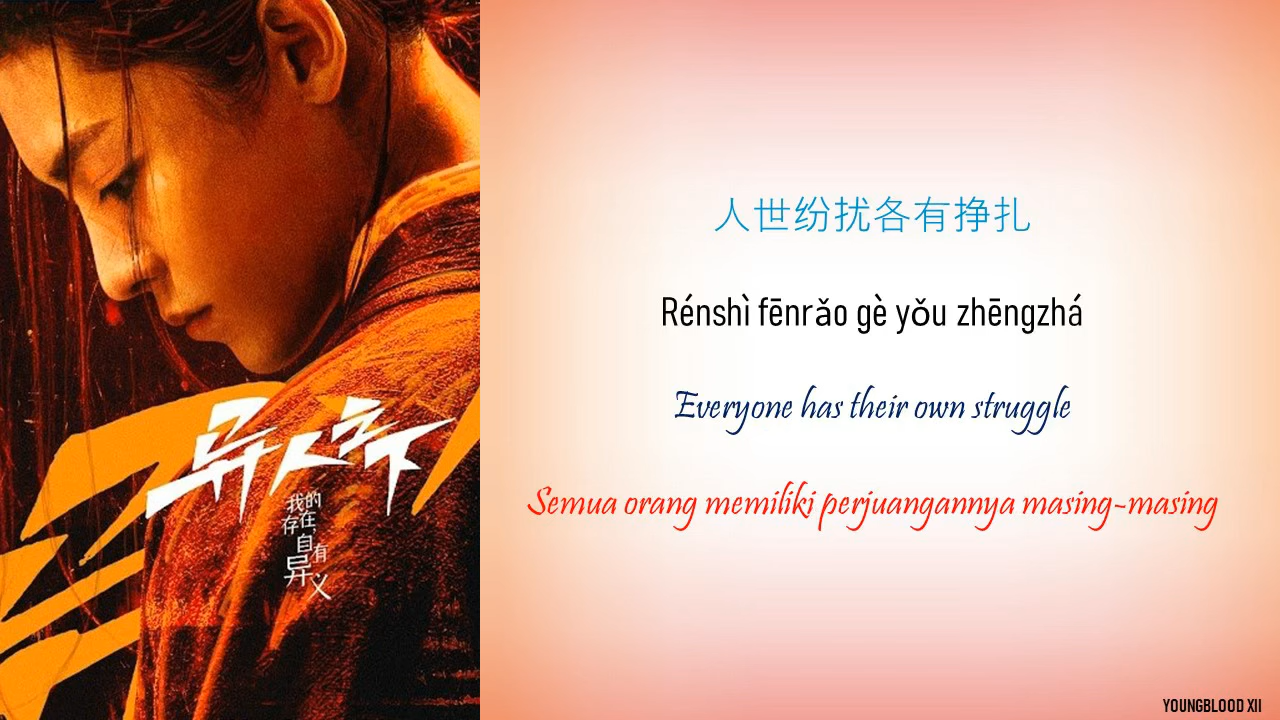 异人之下
我的
存在，
自有
异义
人世纷扰各有挣扎
Rénshì fēnrǎo gè yǒu zhēngzhá
Everyone has their own struggle
Semua orang memiliki perjuangannya masing-masing
YOUNGBLOOD XII